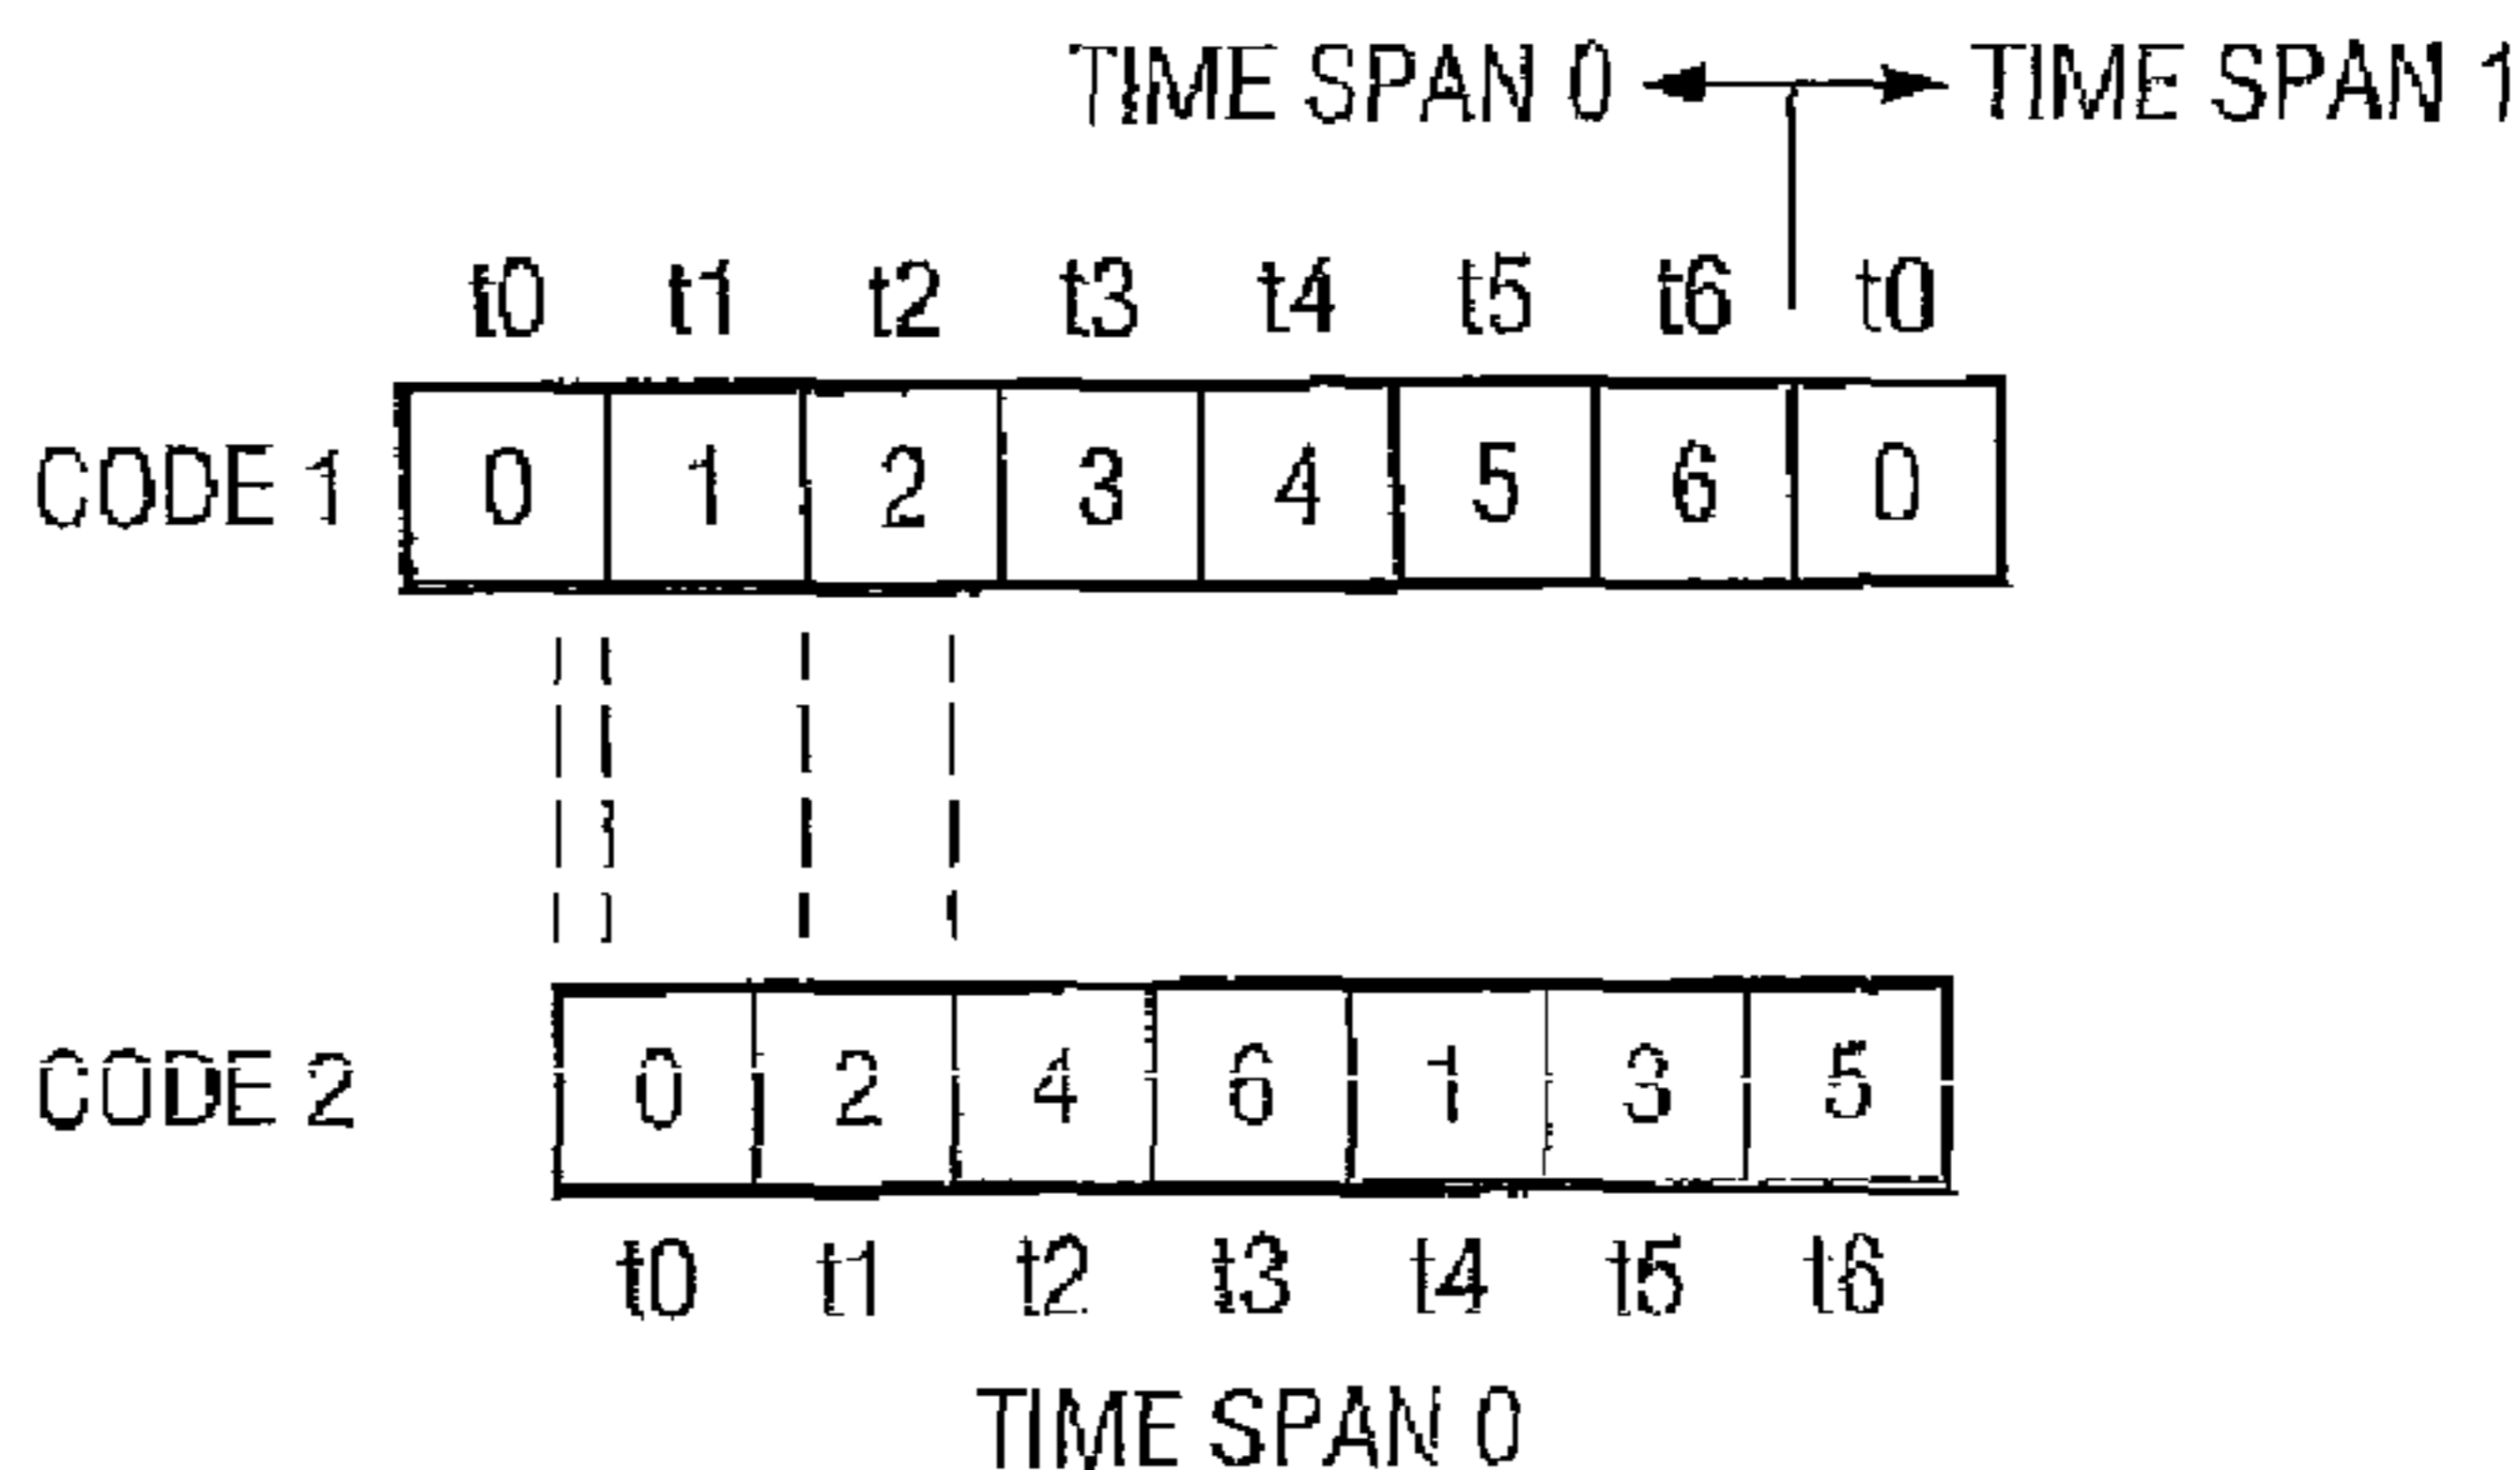 TIME SPAN 0 TIME SPAN 1
t0 t1 t2 t3 t4 t5 t6 t0
CODE 1 0 1 2 3 4 5 6 0
CODE 2 0 2 4 6 1 3 5
t0 t1 t2 t3 t4 t5 t6
TIME SPAN 0